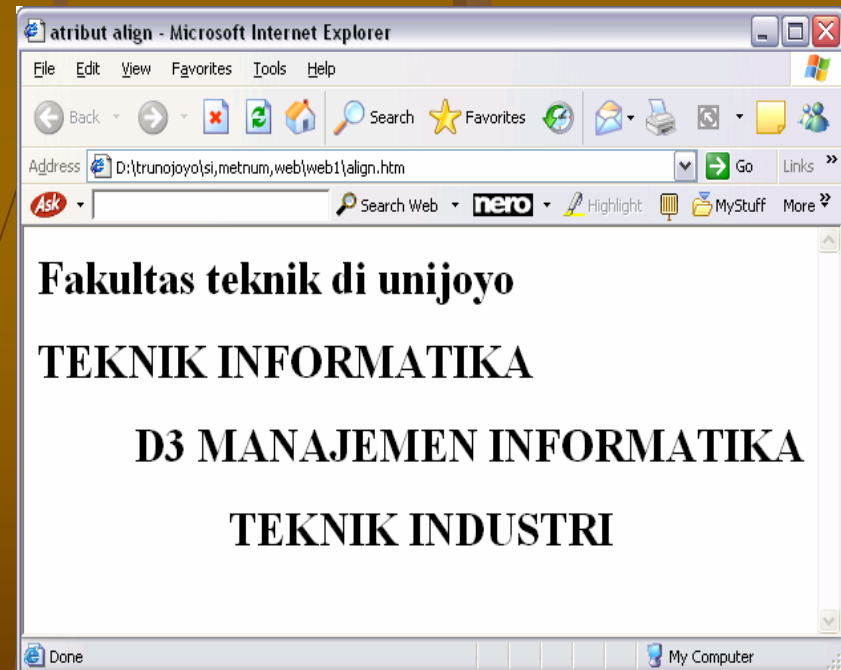 atribut align - Microsoft Internet Explorer
File Edit View Favorites Tools Help
Back Search Favorites
Address D:\trunojoyo\si,metnum,web\web1\align.htm Go Links »
Ask Search Web nero Highlight MyStuff More »
Fakultas teknik di unijoyo
TEKNIK INFORMATIKA
D3 MANAJEMEN INFORMATIKA
TEKNIK INDUSTRI
Done My Computer